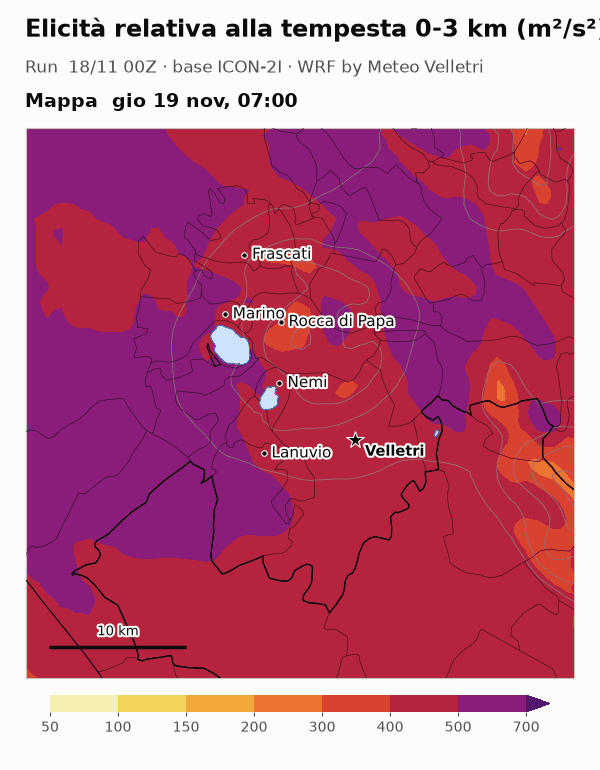 Elicità relativa alla tempesta 0-3 km (m²/s²)
Run 18/11 00Z · base ICON-2I · WRF by Meteo Velletri
Mappa gio 19 nov, 07:00
Frascati
Marino
Rocca di Papa
Nemi
Velletri
Lanuvio
10 km
50 100 150 200 300 400 500 700